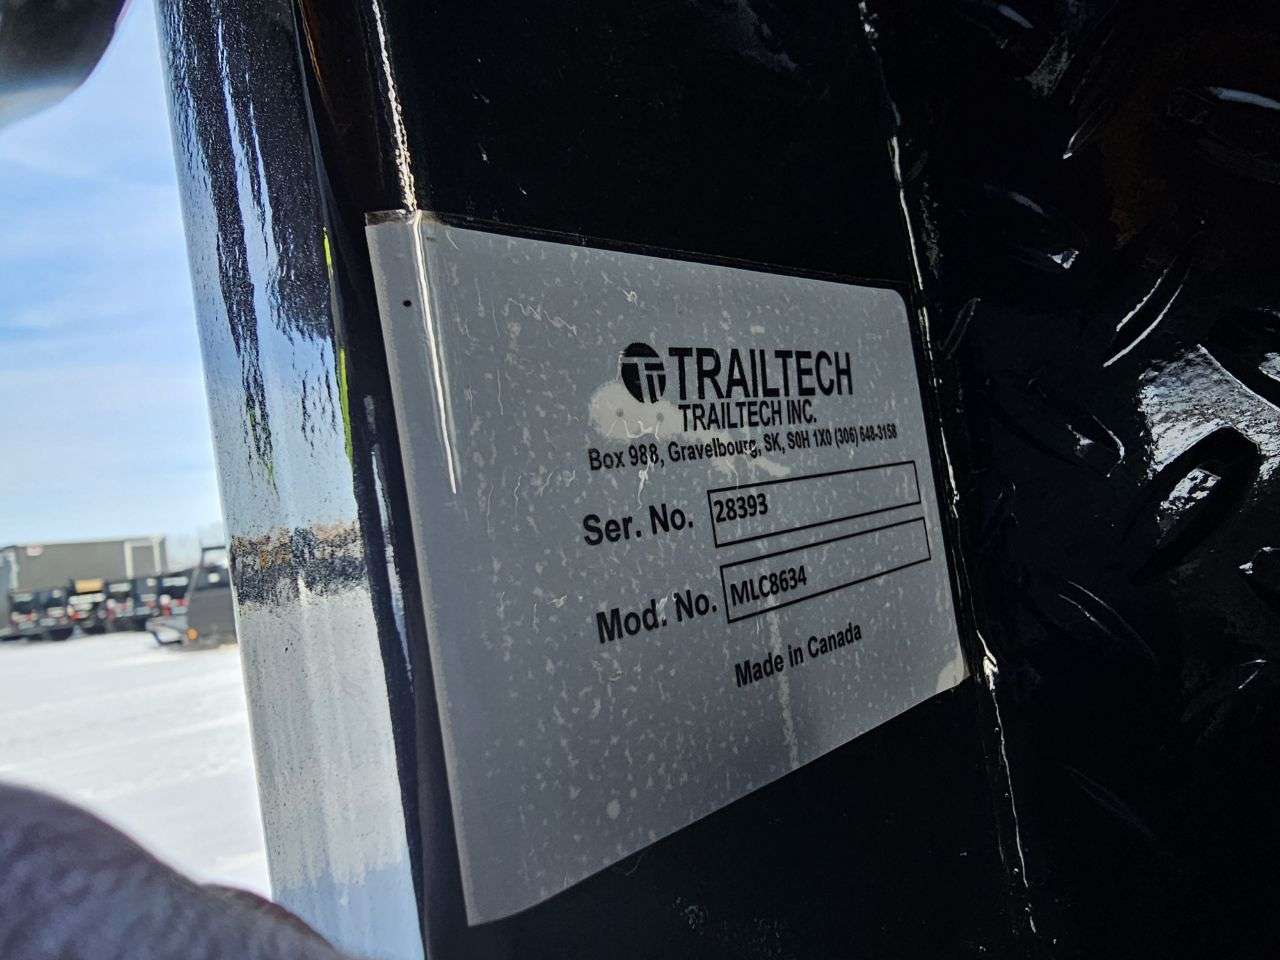 TRAILTECH
TRAILTECH INC.
Box 988, Gravelbourg, SK, S0H 1X0 (306) 648-3158
Ser. No. 28393
Mod. No. MLC8634
Made in Canada